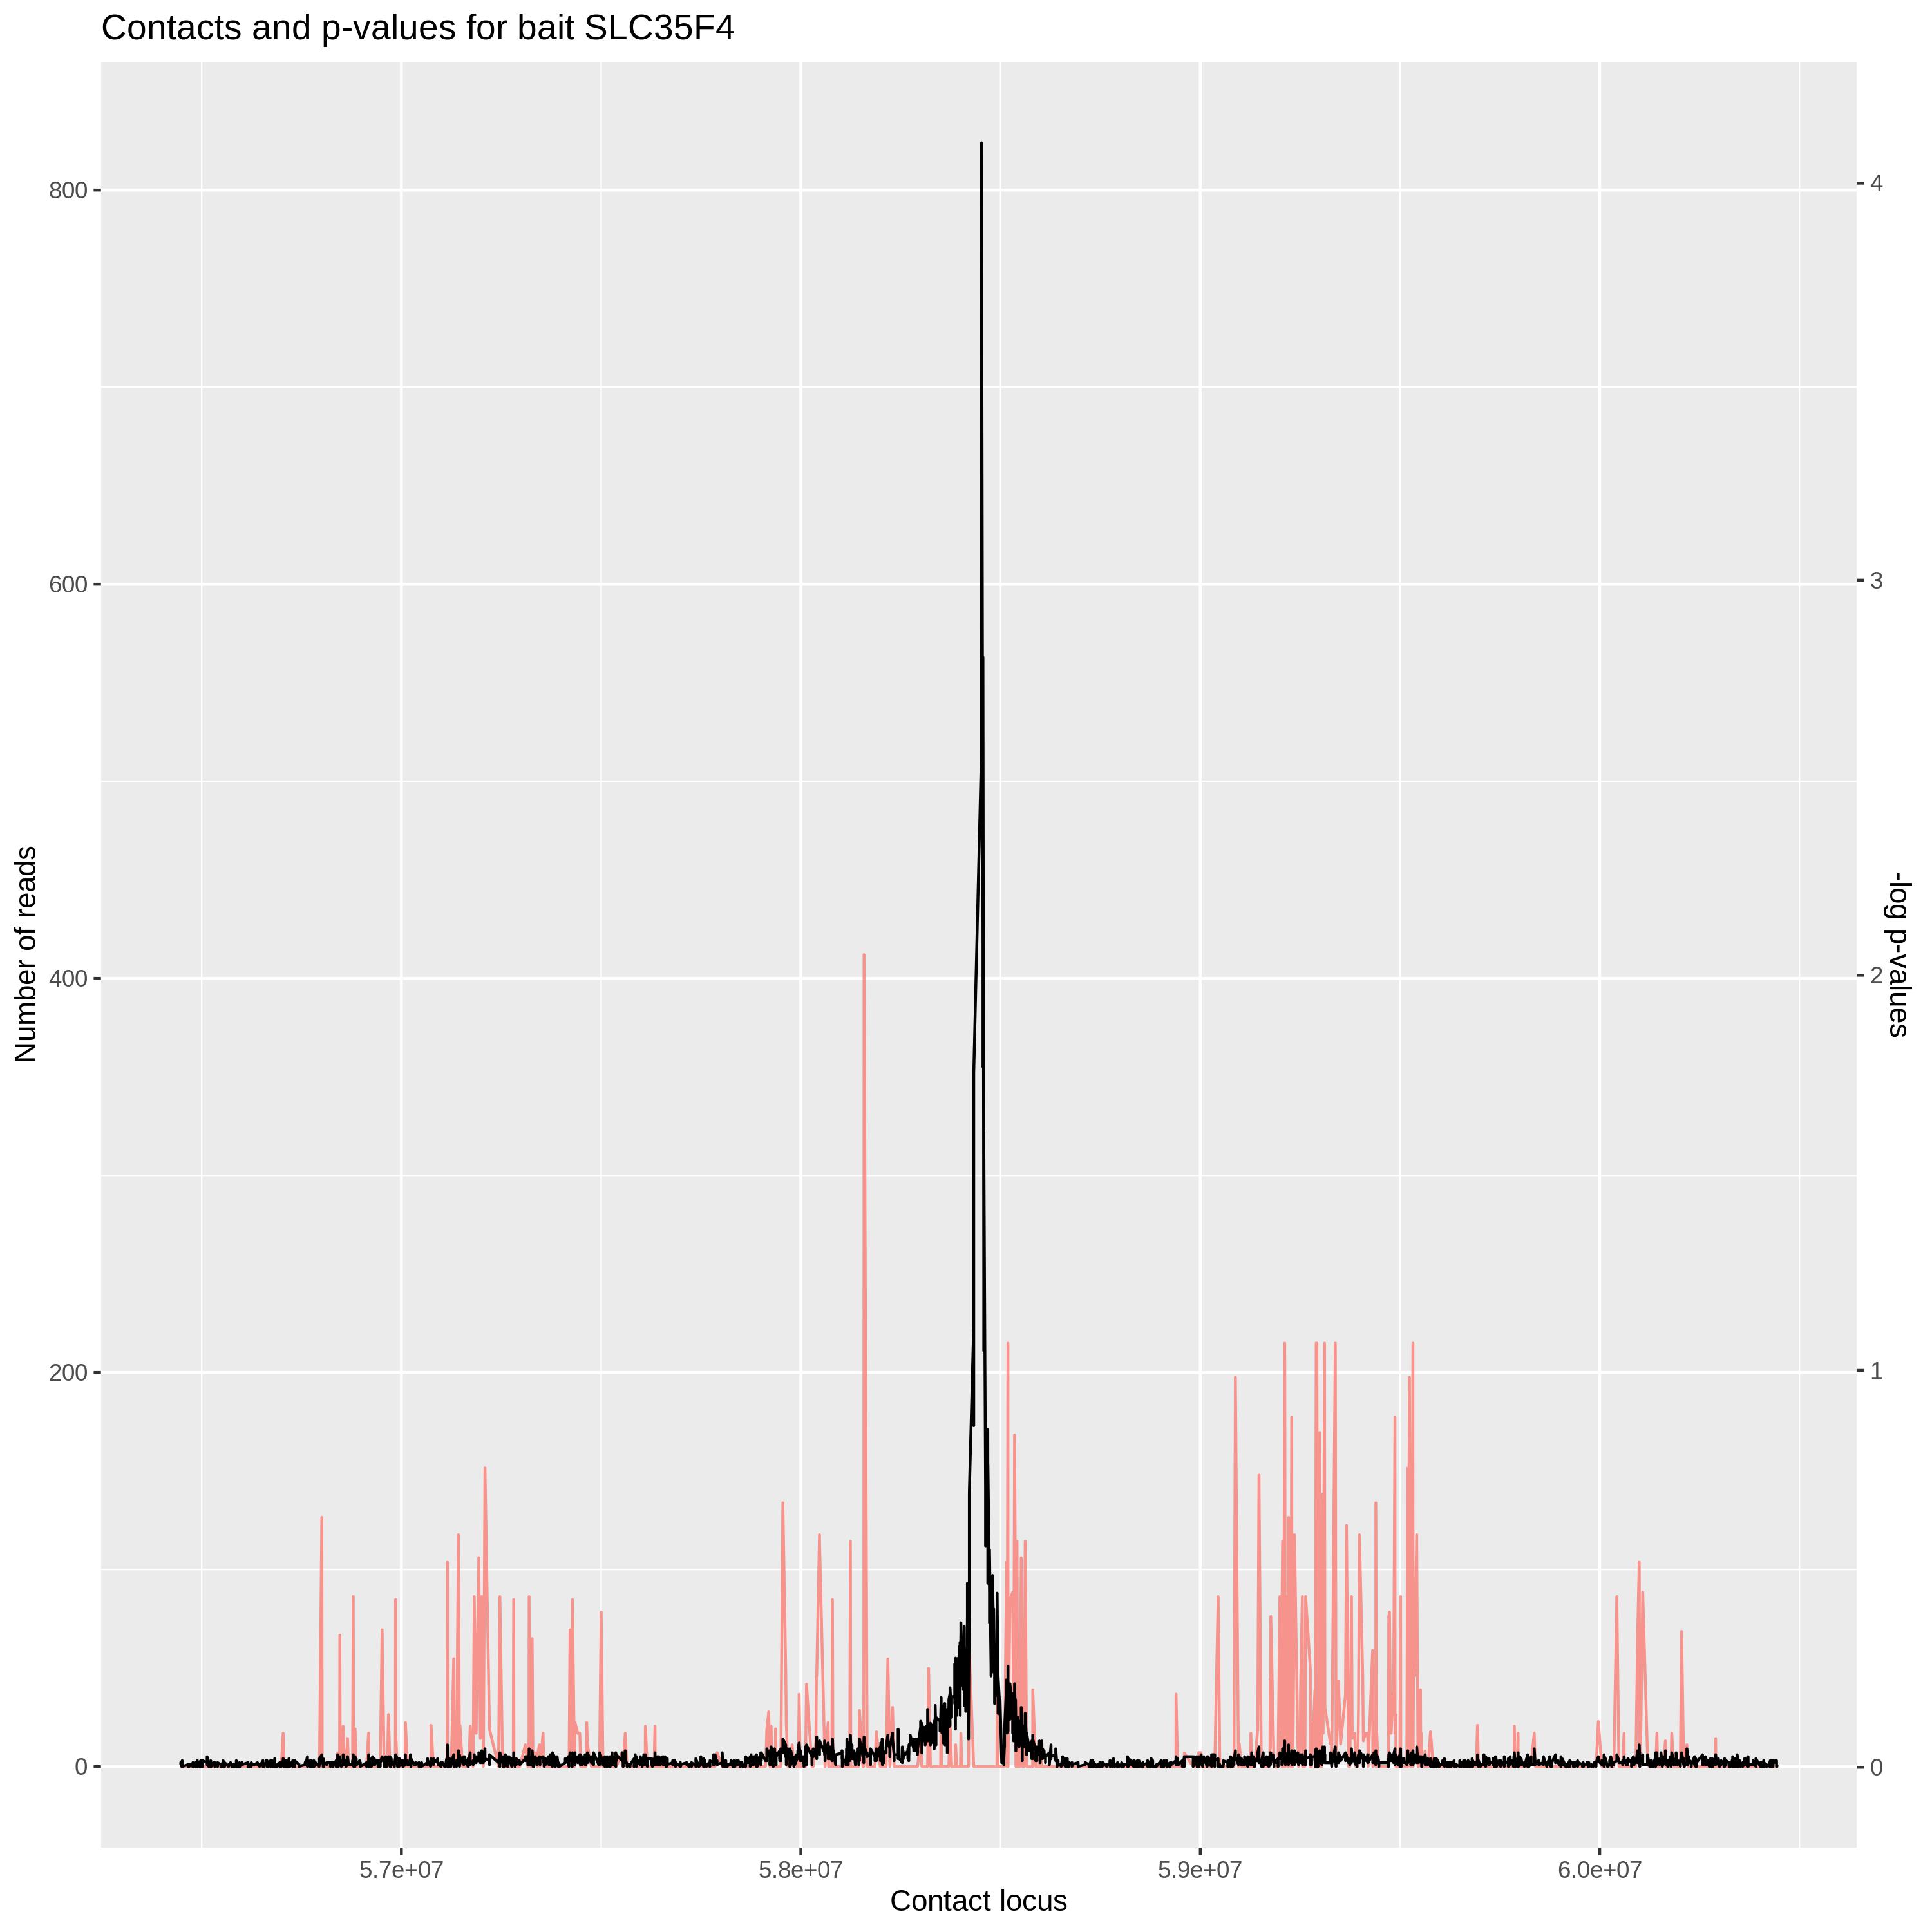 Contacts and p-values for bait SLC35F4
Number of reads
800
600
400
200
0
4
3
2
1
0
-log p-values
5.7e+07
5.8e+07
5.9e+07
6.0e+07
Contact locus